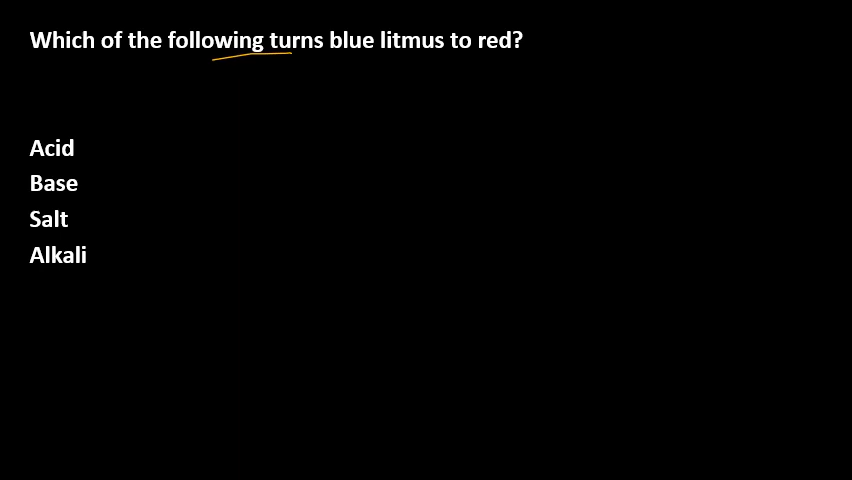 Which of the following turns blue litmus to red?
Acid
Base
Salt
Alkali